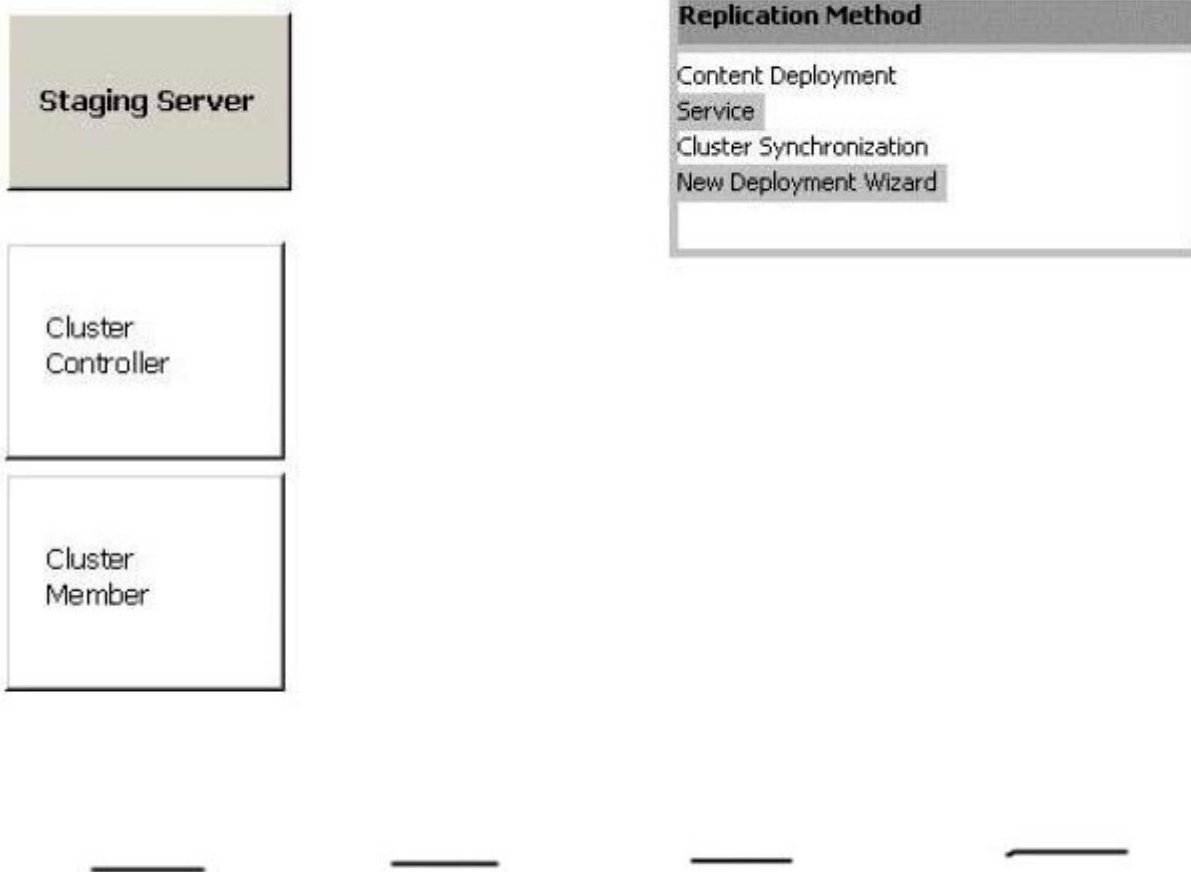 Staging Server
Cluster
Controller
Cluster
Member
Replication Method
Content Deployment
Service
Cluster Synchronization
New Deployment Wizard